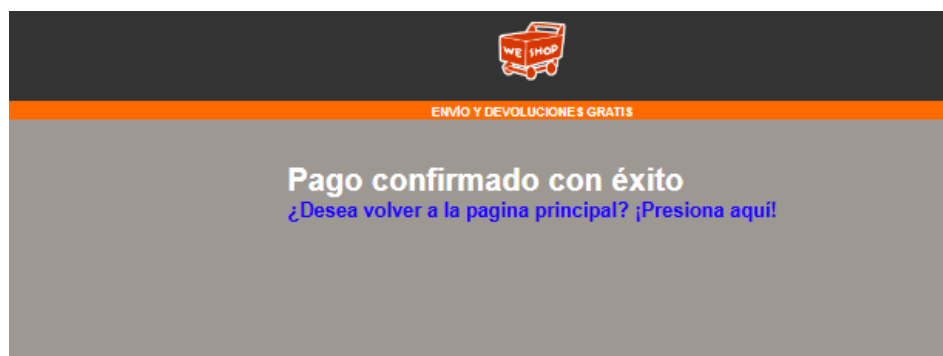 WE SHOP
ENVÍO Y DEVOLUCIONES GRATIS
Pago confirmado con éxito
¿Desea volver a la pagina principal? ¡Presiona aquí!